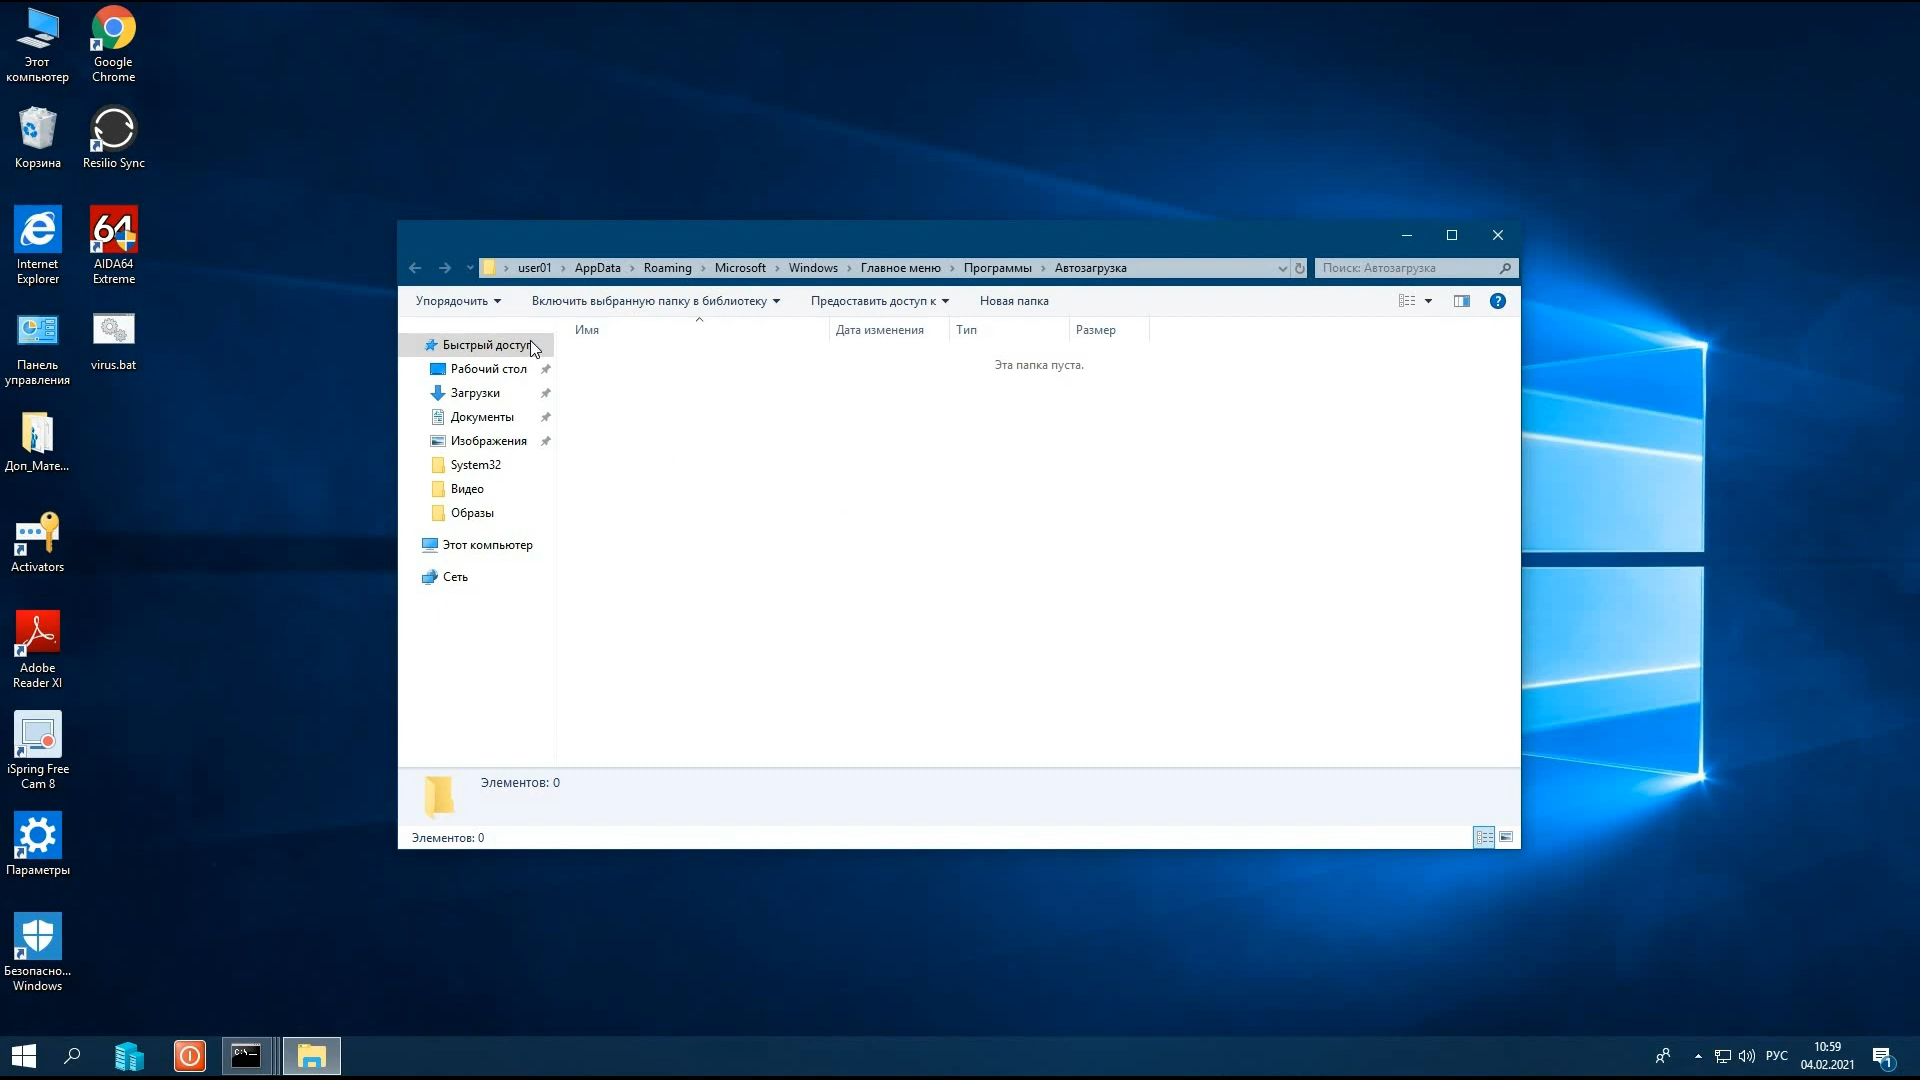 Этот
компьютер
Google
Chrome
Корзина
Resilio Sync
Internet
Explorer
64
AIDA64
Extreme
Панель
управления
virus.bat
Доп_Мате...
Activators
Adobe
Reader XI
iSpring Free
Cam 8
Параметры
Безопасно...
Windows
user01 › AppData › Roaming › Microsoft › Windows › Главное меню › Программы › Автозагрузка
Поиск: Автозагрузка
Упорядочить
Включить выбранную папку в библиотеку
Предоставить доступ к
Новая папка
?
Имя
Дата изменения
Тип
Размер
Эта папка пуста.
Быстрый доступ
Рабочий стол
Загрузки
Документы
Изображения
System32
Видео
Образы
Этот компьютер
Сеть
Элементов: 0
Элементов: 0
C:\
РУС
10:59
04.02.2021
1